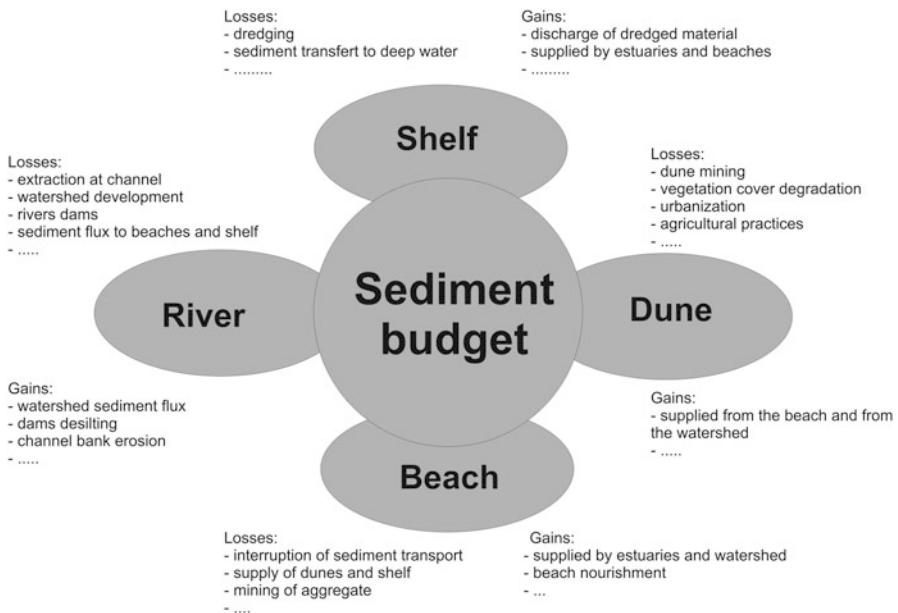 Losses:
- dredging
- sediment transfert to deep water
- .........
Gains:
- discharge of dredged material
- supplied by estuaries and beaches
- .........
Shelf
Losses:
- extraction at channel
- watershed development
- rivers dams
- sediment flux to beaches and shelf
- .....
Losses:
- dune mining
- vegetation cover degradation
- urbanization
- agricultural practices
- .....
River
Sediment
budget
Dune
Gains:
- watershed sediment flux
- dams desilting
- channel bank erosion
- .....
Gains:
- supplied from the beach and from
the watershed
- .....
Beach
Losses:
- interruption of sediment transport
- supply of dunes and shelf
- mining of aggregate
- ....
Gains:
- supplied by estuaries and watershed
- beach nourishment
- ...